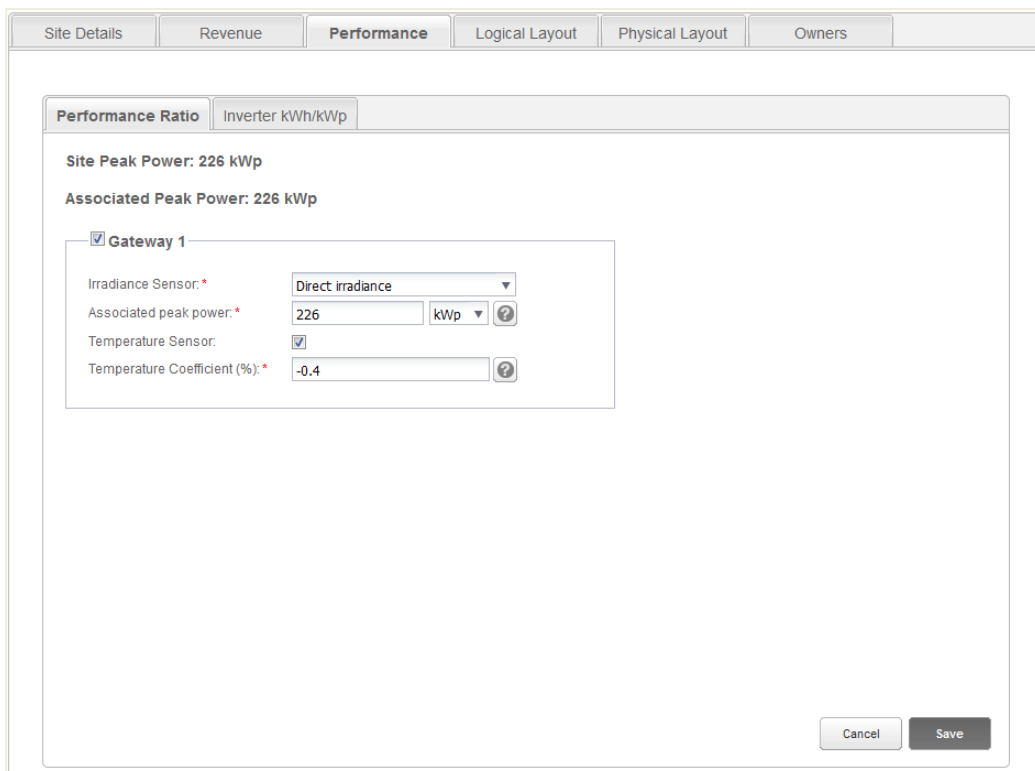 Site Details Revenue Performance Logical Layout Physical Layout Owners
Performance Ratio Inverter kWh/kWp
Site Peak Power: 226 kWp
Associated Peak Power: 226 kWp
Gateway 1
Irradiance Sensor:* Direct irradiance
Associated peak power:* 226 kWp ?
Temperature Sensor:
Temperature Coefficient (%):* -0.4 ?
Cancel Save